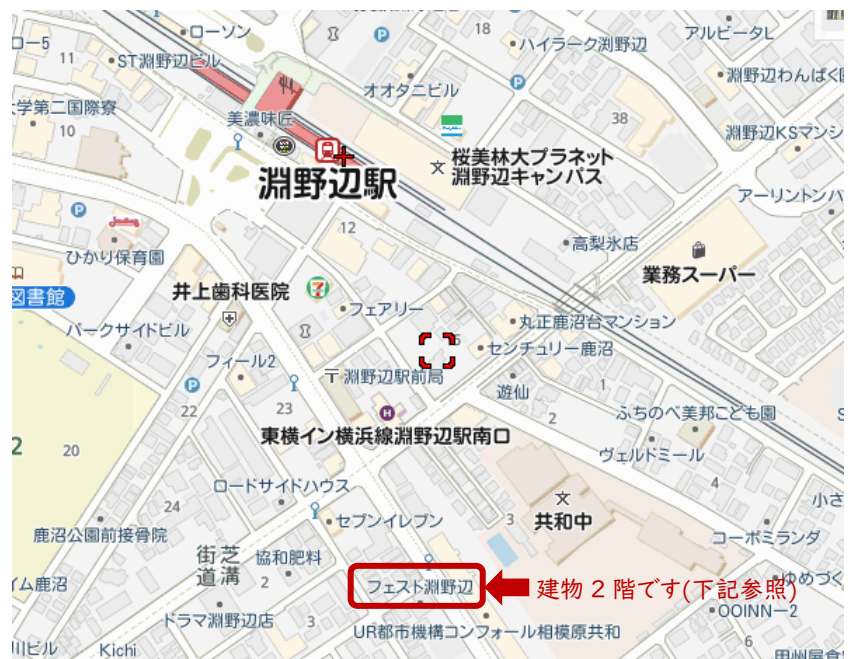 ローソン
18
アルビータL
ロー5
11
ST淵野辺ビル
ハイラーク渕野辺
オオタニビル
淵野辺わんぱく
学第二国際寮
10
美濃味匠
38
淵野辺KSマンシ
桜美林大プラネット
淵野辺キャンパス
淵野辺駅
アーリントンハ
12
高梨氷店
ひかり保育園
業務スーパー
井上歯科医院
図書館
フェアリー
丸正鹿沼台マンション
パークサイドビル
センチュリー鹿沼
フィール2
〒淵野辺駅前局
遊仙
1
22
23
2
ふちのべ美邦こども園
東横イン横浜線淵野辺駅南口
2
20
ヴェルドミール
ロードサイドハウス
4
24
文
共和中
小さ
セブンイレブン
3
鹿沼公園前接骨院
コーポミランダ
街芝
道溝
協和肥料
2
イム鹿沼
フェスト淵野辺
建物 2 階です(下記参照)
ゆめづく
ドラマ淵野辺店
3
OOINN-2
UR都市機構コンフォール相模原共和
6
川ビル
Kichi
甲州屋食